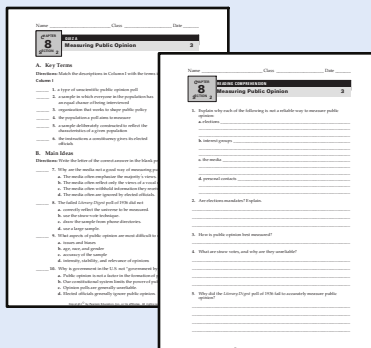 Name Class Date
CHAPTER
8
SECTION 2
QUIZ A
Measuring Public Opinion 3
A. Key Terms
Directions: Match the descriptions in Column I with the terms
Column I
1. a type of unscientific public opinion poll
2. a sample in which everyone in the population has
an equal chance of being interviewed
3. organization that works to shape public policy
4. the population a poll aims to measure
5. a sample deliberately constructed to reflect the
characteristics of a given population
6. the instructions a constituency gives its elected
officials
B. Main Ideas
Directions: Write the letter of the correct answer in the blank
7. Why are the media not a good way of measuring
a. The media often emphasize the majority's views.
b. The media often reflect only the views of a vocal
c. The media often withhold information they
d. The media are often ignored by elected officials.
8. The failed Literary Digest poll of 1936 did not
a. correctly reflect the universe to be measured.
b. use the straw-vote technique.
c. draw the sample from phone directories.
d. use a large sample.
9. What aspects of public opinion are most difficult to
a. issues and biases
b. age, race, and gender
c. accuracy of the sample
d. intensity, stability, and relevance of opinions
10. Why is government in the U.S. not "government by
a. Public opinion is not a factor in the formation of
b. Our constitutional system limits the power of
c. Opinion polls are generally unreliable.
d. Elected officials generally ignore public opinion.
Name Class Date
CHAPTER
8
SECTION 2
READING COMPREHENSION
Measuring Public Opinion 3
1. Explain why each of the following is not a reliable way to measure public
opinion:
a. elections
b. interest groups
c. the media
d. personal contacts
2. Are elections mandates? Explain.
3. How is public opinion best measured?
4. What are straw votes, and why are they unreliable?
5. Why did the Literary Digest poll of 1936 fail to accurately measure public
opinion?